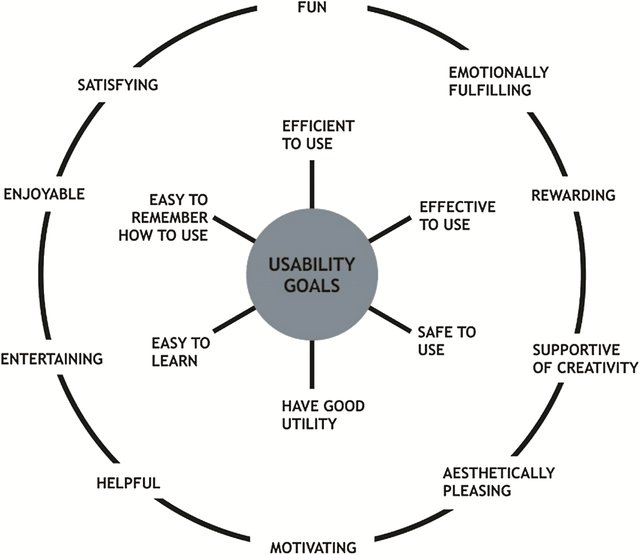 FUN
SATISFYING
EMOTIONALLY
FULFILLING
EFFICIENT
TO USE
ENJOYABLE
REWARDING
EASY TO
REMEMBER
HOW TO USE
EFFECTIVE
TO USE
USABILITY
GOALS
EASY TO
LEARN
SAFE TO
USE
ENTERTAINING
SUPPORTIVE
OF CREATIVITY
HAVE GOOD
UTILITY
HELPFUL
AESTHETICALLY
PLEASING
MOTIVATING